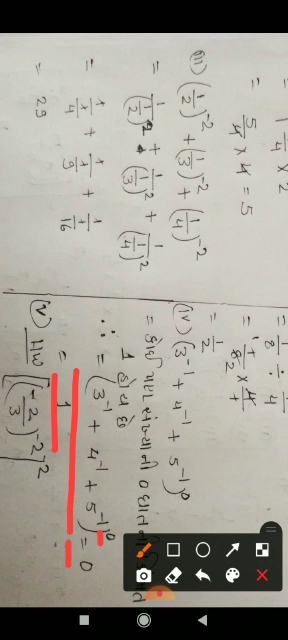 = 5/4 × 4 = 5
(iii) (1/2)⁻² + (1/3)⁻² + (1/4)⁻²
= 1/(1/2)² + 1/(1/3)² + 1/(1/4)²
= 1/(1/4) + 1/(1/9) + 1/(1/16)
= 29
= 1/8 ÷ 1/4
= 1/8 × 4/1
= 1/2
(iv) (3⁻¹ + 4⁻¹ + 5⁻¹)⁰
= કોઈ પણ સંખ્યાની 0 ઘાત ની
1 હોય છે
∴ = (3⁻¹ + 4⁻¹ + 5⁻¹)⁰ = 0
= 1
(v) HW [(-2/3)⁻²]²